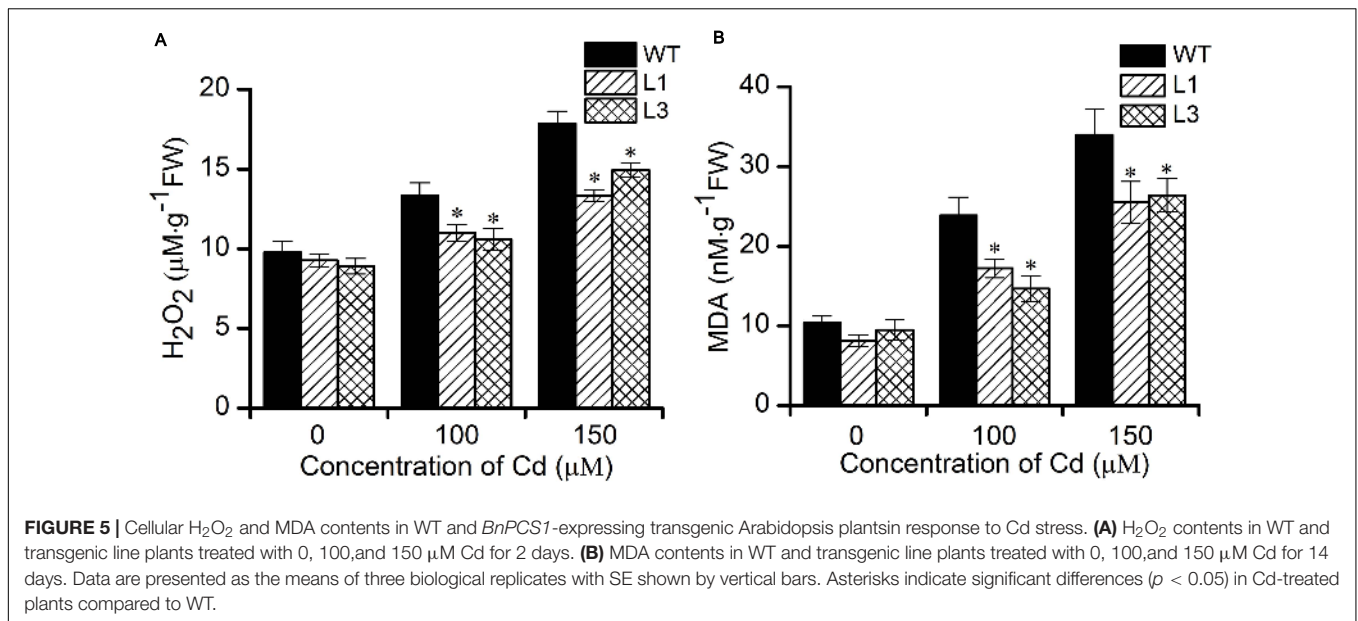 A
WT
L1
L3
20
15
10
5
0
H₂O₂ (μM·g⁻¹FW)
* * * *
0 100 150
Concentration of Cd (μM)
B
WT
L1
L3
40
30
20
10
0
MDA (nM·g⁻¹FW)
* * * *
0 100 150
Concentration of Cd (μM)
FIGURE 5 | Cellular H₂O₂ and MDA contents in WT and BnPCS1-expressing transgenic Arabidopsis plantsin response to Cd stress. (A) H₂O₂ contents in WT and
transgenic line plants treated with 0, 100,and 150 μM Cd for 2 days. (B) MDA contents in WT and transgenic line plants treated with 0, 100,and 150 μM Cd for 14
days. Data are presented as the means of three biological replicates with SE shown by vertical bars. Asterisks indicate significant differences (p < 0.05) in Cd-treated
plants compared to WT.